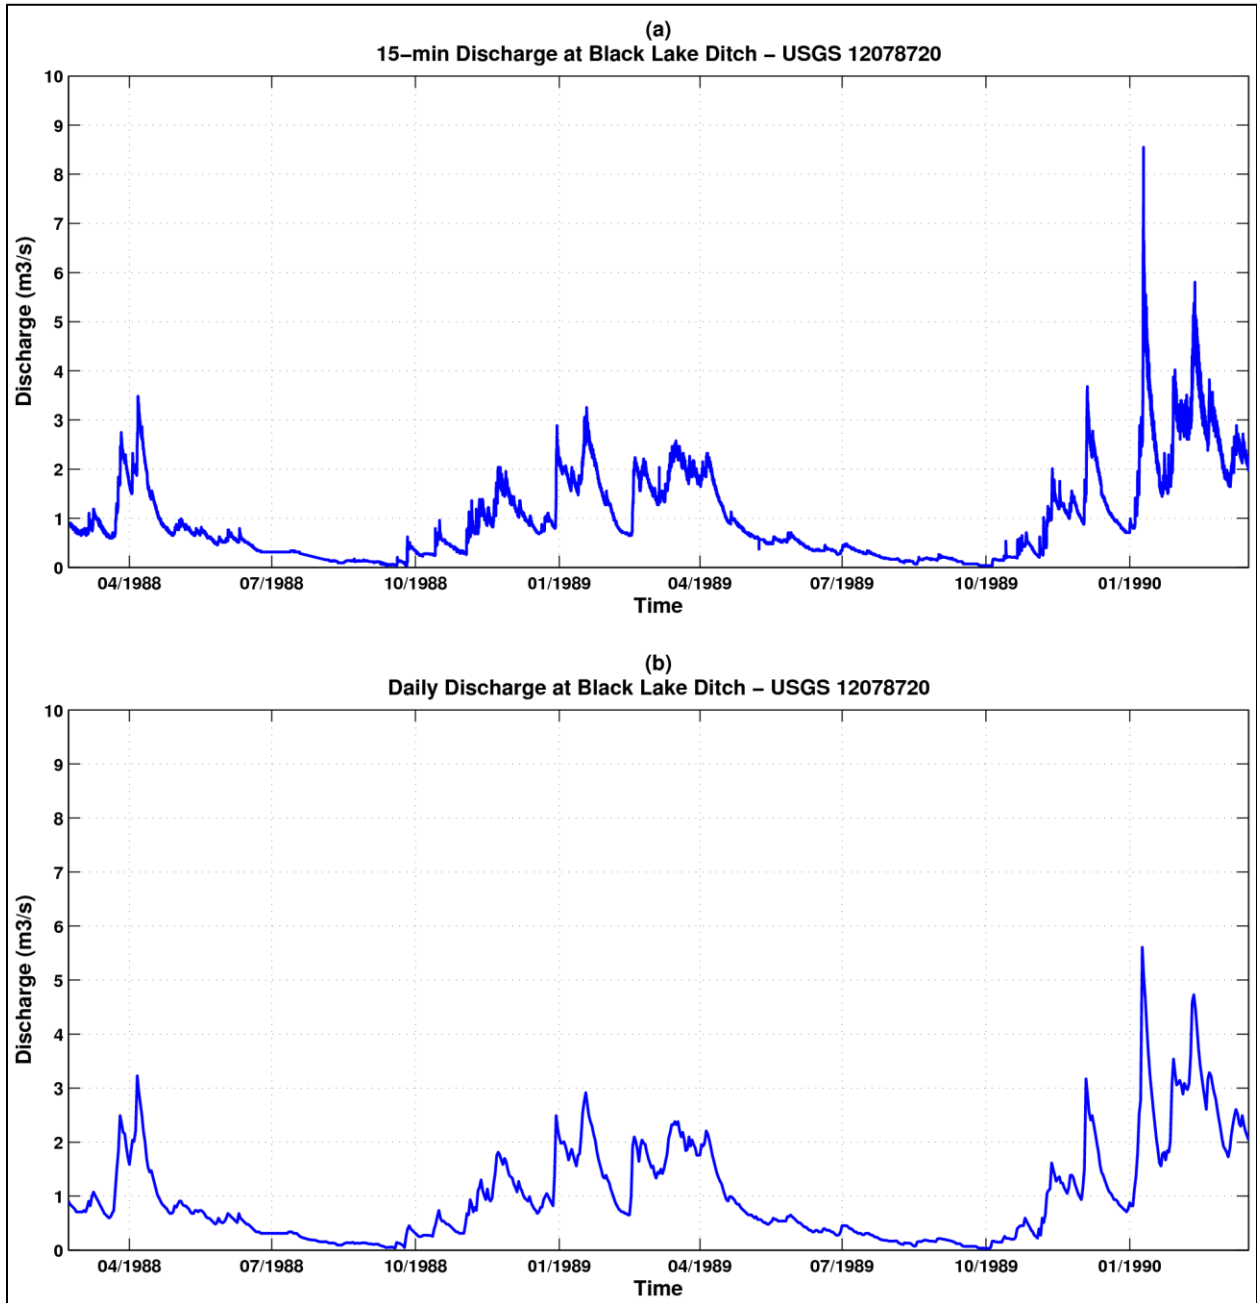 (a)
15−min Discharge at Black Lake Ditch − USGS 12078720
10
9
8
7
6
5
4
3
2
1
0
Discharge (m3/s)
04/1988 07/1988 10/1988 01/1989 04/1989 07/1989 10/1989 01/1990
Time
(b)
Daily Discharge at Black Lake Ditch − USGS 12078720
10
9
8
7
6
5
4
3
2
1
0
Discharge (m3/s)
04/1988 07/1988 10/1988 01/1989 04/1989 07/1989 10/1989 01/1990
Time